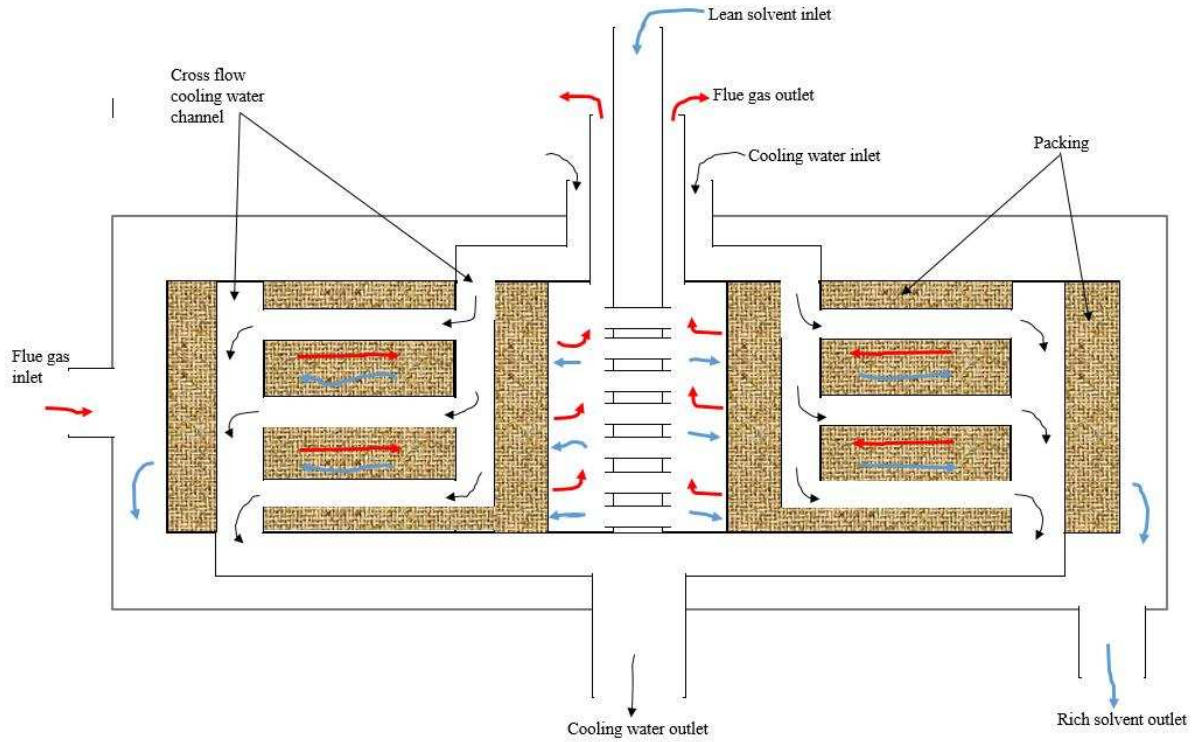 Lean solvent inlet
Cross flow
cooling water
channel
Flue gas outlet
Packing
Cooling water inlet
Flue gas
inlet
Cooling water outlet
Rich solvent outlet